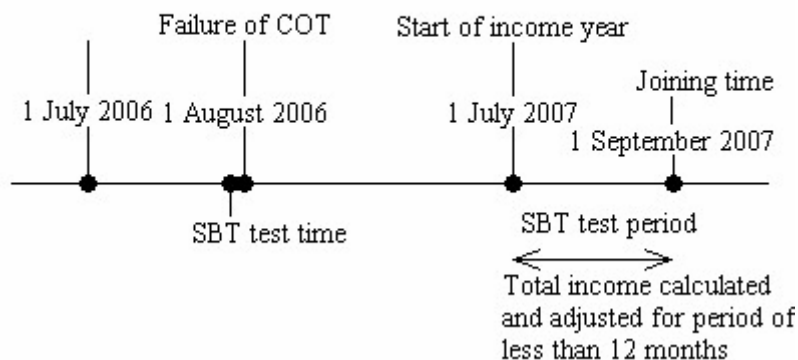 Failure of COT
Start of income year
Joining time
1 July 2006
1 August 2006
1 July 2007
1 September 2007
SBT test time
SBT test period
Total income calculated
and adjusted for period of
less than 12 months